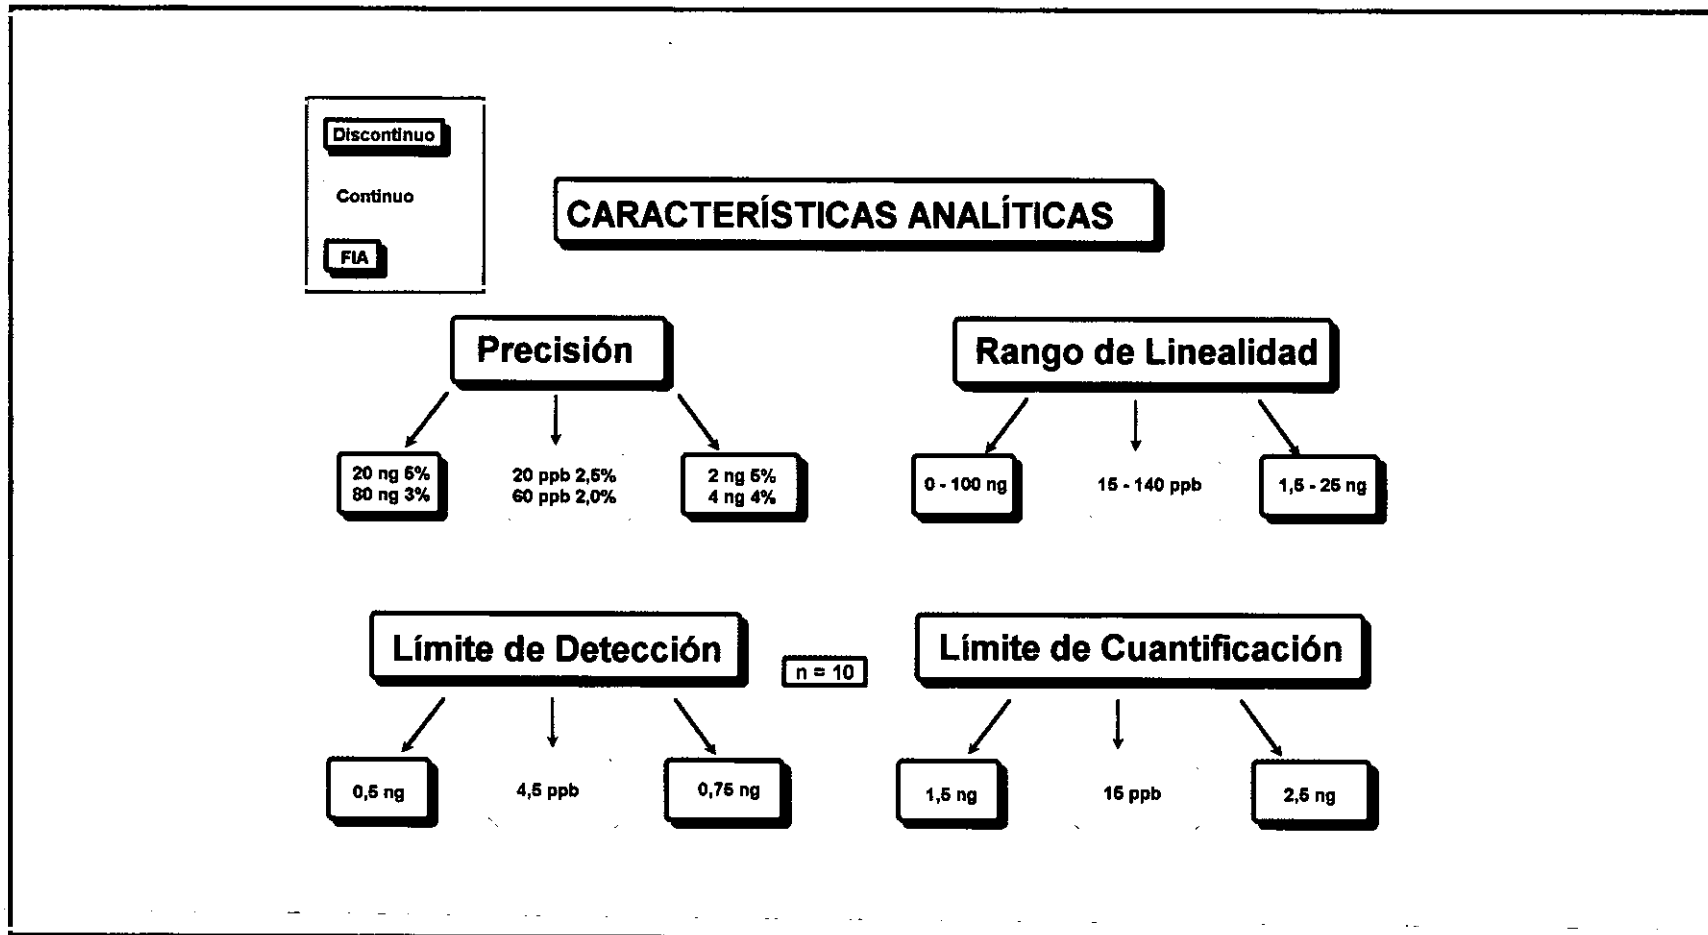 Discontinuo
Continuo
FIA
CARACTERÍSTICAS ANALÍTICAS
Precisión
20 ng 5%
80 ng 3%
20 ppb 2,5%
60 ppb 2,0%
2 ng 5%
4 ng 4%
Rango de Linealidad
0 - 100 ng
15 - 140 ppb
1,5 - 25 ng
Límite de Detección
0,5 ng
4,5 ppb
0,75 ng
n = 10
Límite de Cuantificación
1,5 ng
15 ppb
2,5 ng